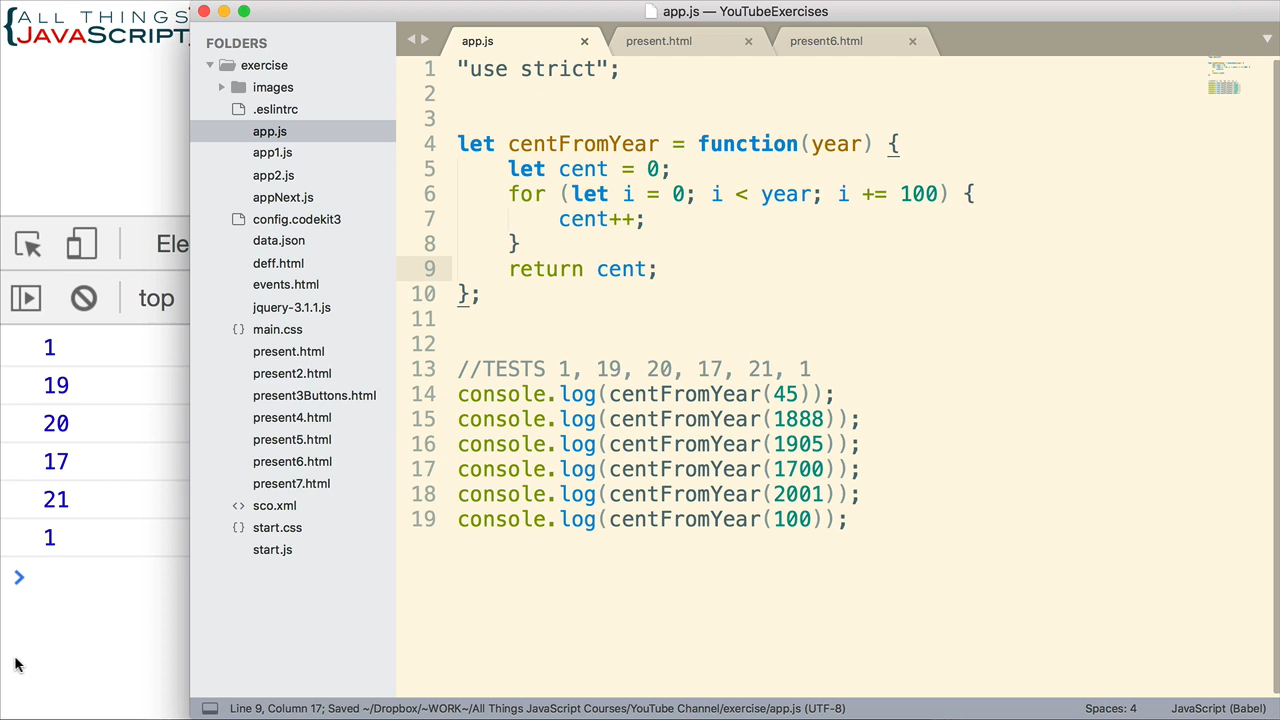 {ALL THINGS
JAVASCRIPT
Ele
top
1
19
20
17
21
1
>
app.js — YouTubeExercises
FOLDERS
exercise
images
.eslintrc
app.js
app1.js
app2.js
appNext.js
config.codekit3
data.json
deff.html
events.html
jquery-3.1.1.js
{} main.css
present.html
present2.html
present3Buttons.html
present4.html
present5.html
present6.html
present7.html
<> sco.xml
{} start.css
start.js
app.js × present.html × present6.html ×
1 "use strict";
2
3
4 let centFromYear = function(year) {
5 let cent = 0;
6 for (let i = 0; i < year; i += 100) {
7 cent++;
8 }
9 return cent;
10 };
11
12
13 //TESTS 1, 19, 20, 17, 21, 1
14 console.log(centFromYear(45));
15 console.log(centFromYear(1888));
16 console.log(centFromYear(1905));
17 console.log(centFromYear(1700));
18 console.log(centFromYear(2001));
19 console.log(centFromYear(100));
Line 9, Column 17; Saved ~/Dropbox/~WORK~/All Things JavaScript Courses/YouTube Channel/exercise/app.js (UTF-8) Spaces: 4 JavaScript (Babel)